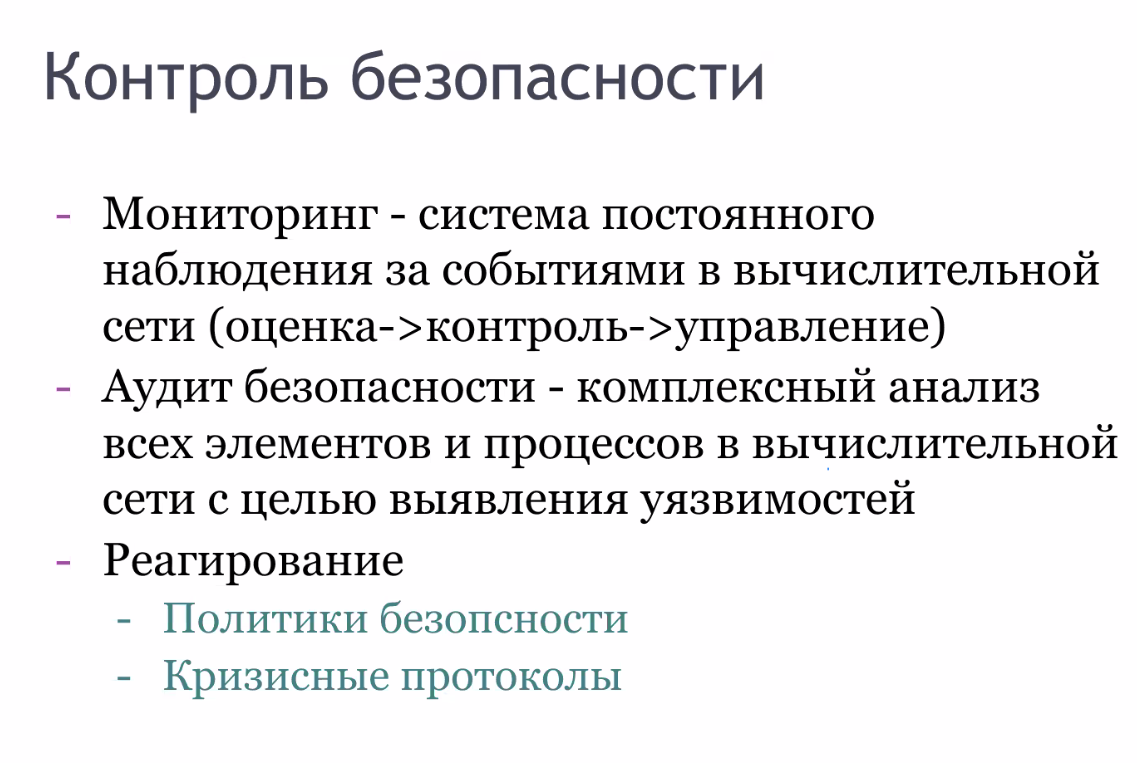 Контроль безопасности
- Мониторинг - система постоянного
наблюдения за событиями в вычислительной
сети (оценка->контроль->управление)
- Аудит безопасности - комплексный анализ
всех элементов и процессов в вычислительной
сети с целью выявления уязвимостей
- Реагирование
- Политики безопсности
- Кризисные протоколы